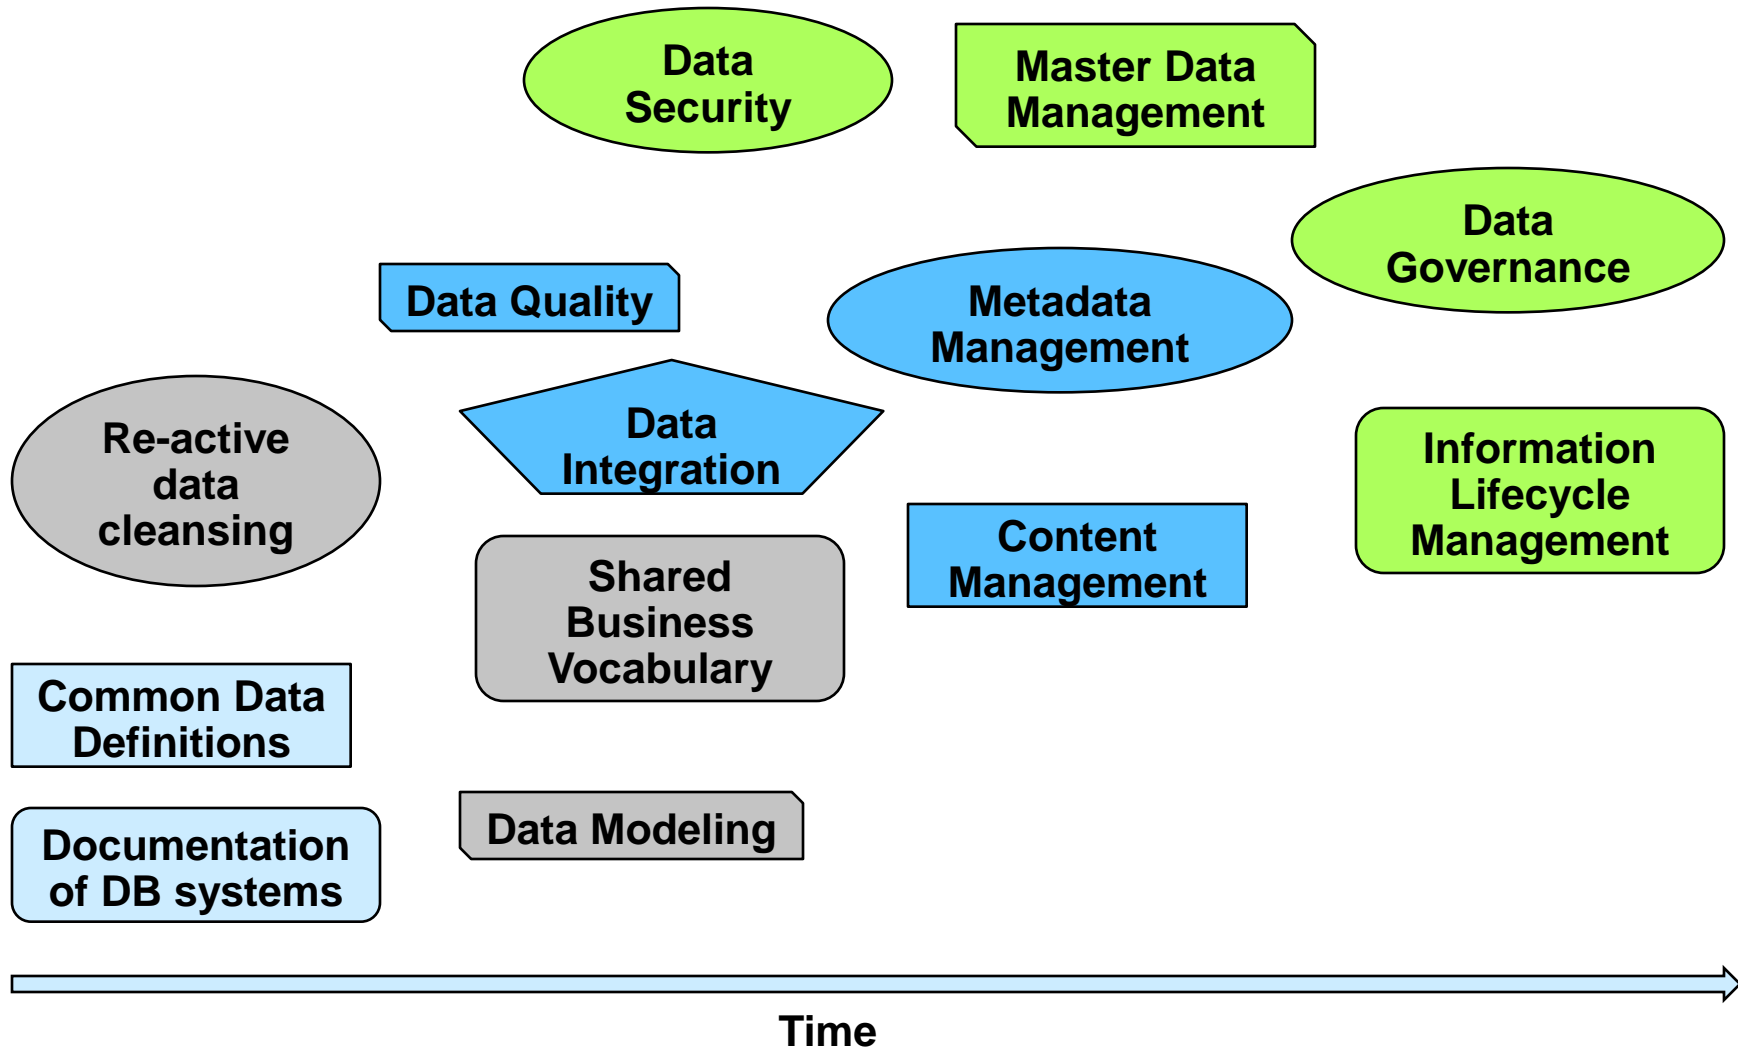 Data
Security
Master Data
Management
Data
Governance
Data Quality
Metadata
Management
Re-active
data
cleansing
Data
Integration
Information
Lifecycle
Management
Content
Management
Shared
Business
Vocabulary
Common Data
Definitions
Data Modeling
Documentation
of DB systems
Time